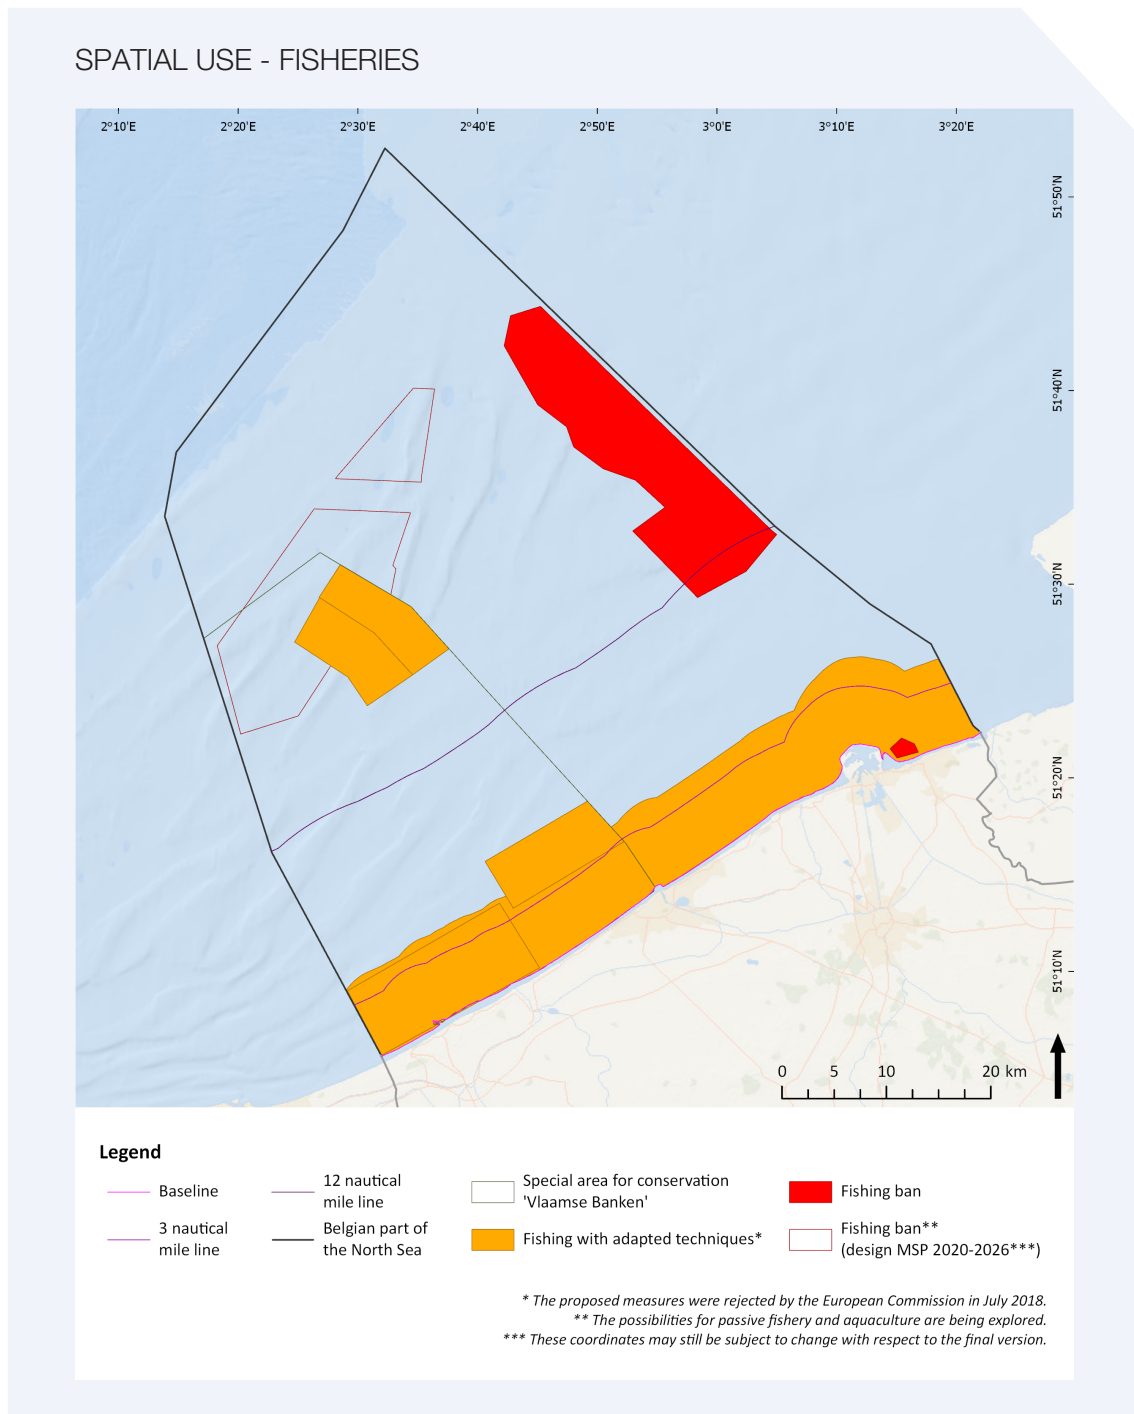 SPATIAL USE - FISHERIES
2°10'E
2°20'E
2°30'E
2°40'E
2°50'E
3°0'E
3°10'E
3°20'E
51°50'N
51°40'N
51°30'N
51°20'N
51°10'N
0 5 10 20 km
Legend
Baseline
3 nautical
mile line
12 nautical
mile line
Belgian part of
the North Sea
Special area for conservation
'Vlaamse Banken'
Fishing with adapted techniques*
Fishing ban
Fishing ban**
(design MSP 2020-2026***)
* The proposed measures were rejected by the European Commission in July 2018.
** The possibilities for passive fishery and aquaculture are being explored.
*** These coordinates may still be subject to change with respect to the final version.